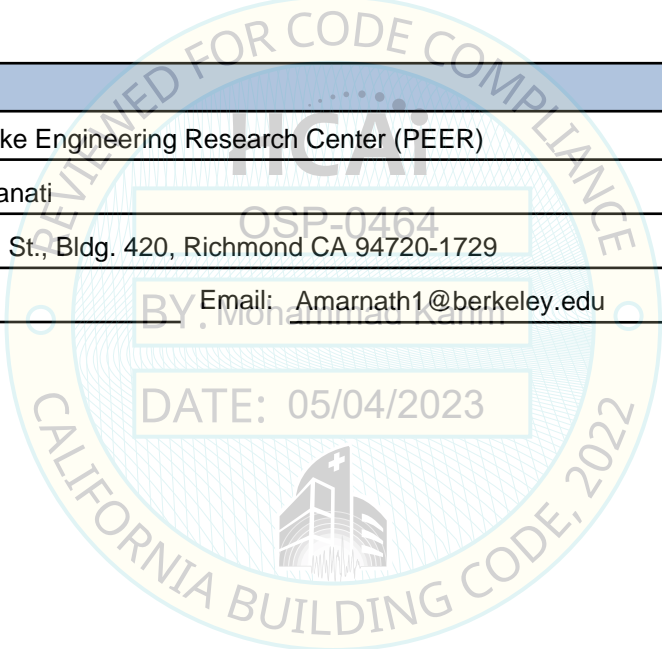 REVIEWED FOR CODE COMPLIANCE
HCAi
ke Engineering Research Center (PEER)
anati
OSP-0464
St., Bldg. 420, Richmond CA 94720-1729
Email: Amarnath1@berkeley.edu
BY: Mohammad Karim
DATE: 05/04/2023
CALIFORNIA BUILDING CODE, 2022